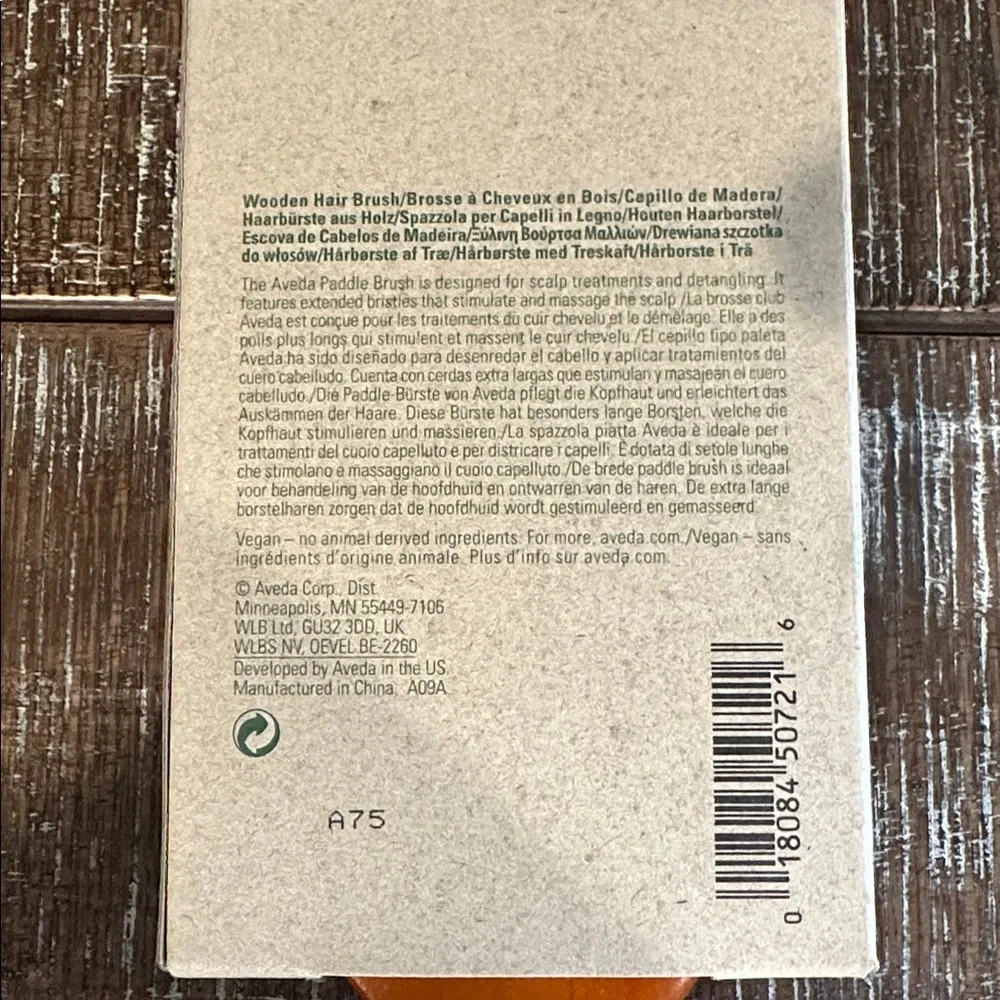 Wooden Hair Brush/Brosse à Cheveux en Bois/Cepillo de Madera/
Haarbürste aus Holz/Spazzola per Capelli in Legno/Houten Haarborstel/
Escova de Cabelos de Madeira/Ξύλινη Βούρτσα Μαλλιών/Drewiana szczotka
do włosów/Hårbørste af Træ/Hårbørste med Treskaft/Hårborste i Trä
The Aveda Paddle Brush is designed for scalp treatments and detangling. It
features extended bristles that stimulate and massage the scalp./La brosse club
Aveda est conçue pour les traitements du cuir chevelu et le démêlage. Elle a des
poils plus longs qui stimulent et massent le cuir chevelu./El cepillo tipo paleta
Aveda ha sido diseñado para desenredar el cabello y aplicar tratamientos del
cuero cabelludo. Cuenta con cerdas extra largas que estimulan y masajean el cuero
cabelludo./Die Paddle-Bürste von Aveda pflegt die Kopfhaut und erleichtert das
Auskämmen der Haare. Diese Bürste hat besonders lange Borsten, welche die
Kopfhaut stimulieren und massieren./La spazzola piatta Aveda è ideale per i
trattamenti del cuoio capelluto e per districare i capelli. È dotata di setole lunghe
che stimolano e massaggiano il cuoio capelluto./De brede paddle brush is ideaal
voor behandeling van de hoofdhuid en ontwarren van de haren. De extra lange
borstelharen zorgen dat de hoofdhuid wordt gestimuleerd en gemasseerd.
Vegan – no animal derived ingredients. For more, aveda.com./Vegan – sans
ingrédients d'origine animale. Plus d'info sur aveda.com.
© Aveda Corp., Dist.
Minneapolis, MN 55449-7106
WLB Ltd, GU32 3DD, UK
WLBS NV, OEVEL BE-2260
Developed by Aveda in the US.
Manufactured in China. A09A
A75
0 18084 50721 6